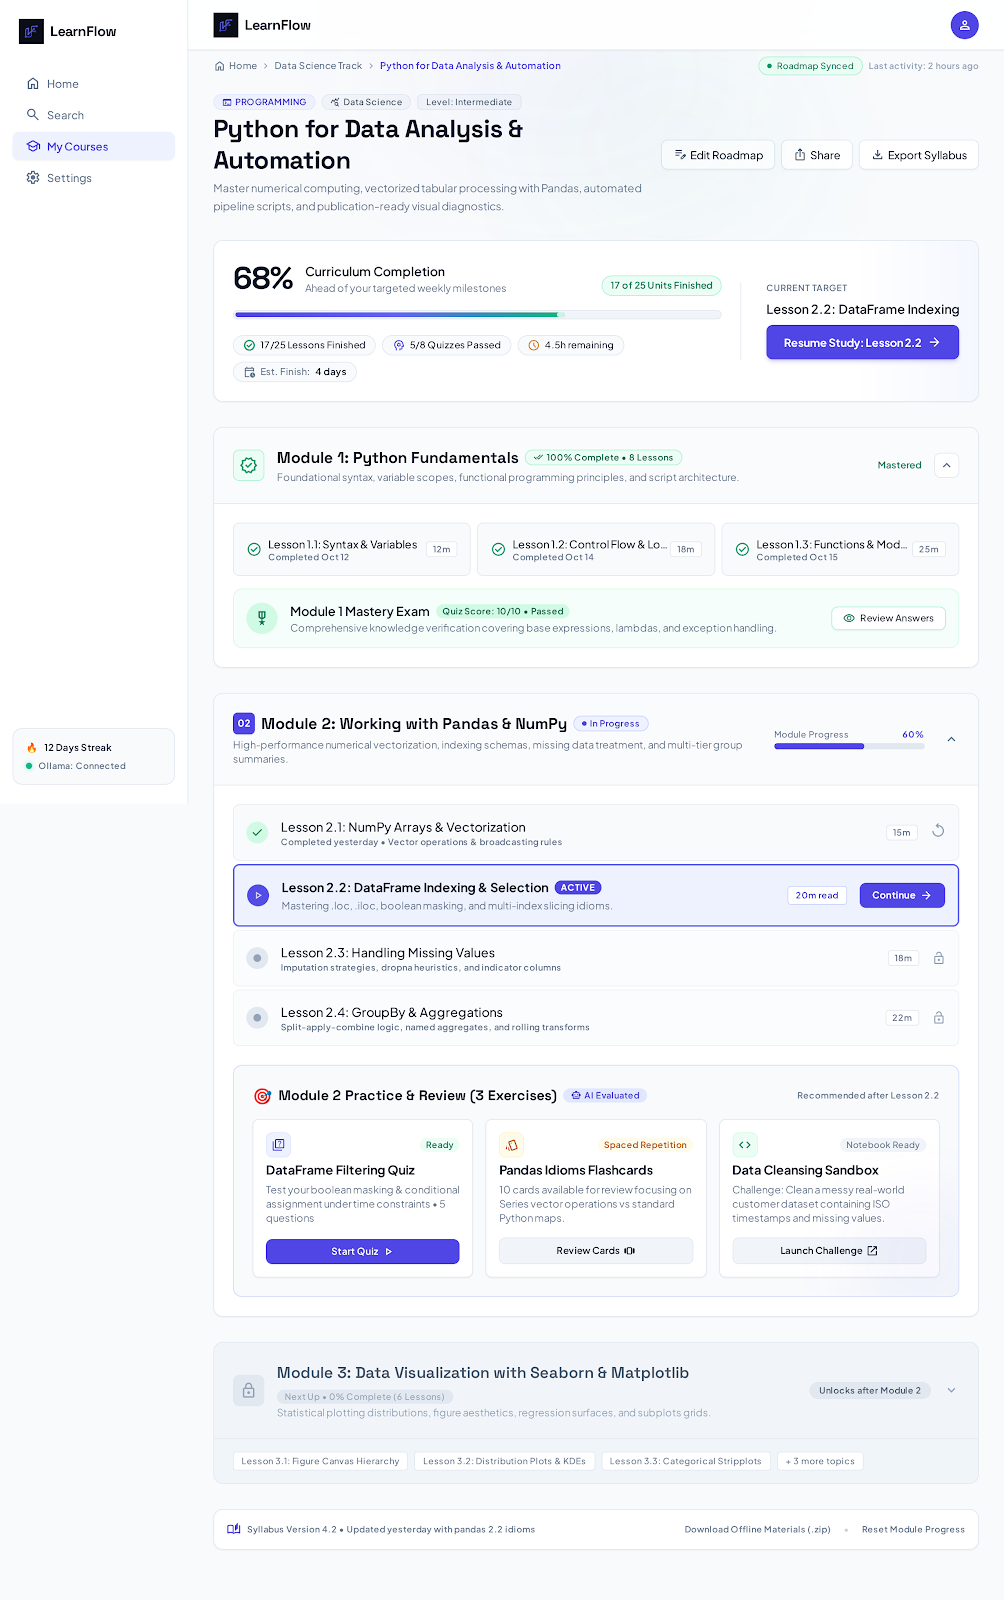 LearnFlow
Home
Search
My Courses
Settings
12 Days Streak
Ollama: Connected
LearnFlow
Home
Data Science Track
Python for Data Analysis & Automation
Roadmap Synced
Last activity: 2 hours ago
PROGRAMMING
Data Science
Level: Intermediate
Python for Data Analysis &
Automation
Master numerical computing, vectorized tabular processing with Pandas, automated
pipeline scripts, and publication-ready visual diagnostics.
Edit Roadmap
Share
Export Syllabus
68%
Curriculum Completion
Ahead of your targeted weekly milestones
17 of 25 Units Finished
17/25 Lessons Finished
5/8 Quizzes Passed
4.5h remaining
Est. Finish: 4 days
CURRENT TARGET
Lesson 2.2: DataFrame Indexing
Resume Study: Lesson 2.2
Module 1: Python Fundamentals
100% Complete • 8 Lessons
Foundational syntax, variable scopes, functional programming principles, and script architecture.
Mastered
Lesson 1.1: Syntax & Variables
Completed Oct 12
12m
Lesson 1.2: Control Flow & Lo...
Completed Oct 14
18m
Lesson 1.3: Functions & Mod...
Completed Oct 15
25m
Module 1 Mastery Exam
Quiz Score: 10/10 • Passed
Comprehensive knowledge verification covering base expressions, lambdas, and exception handling.
Review Answers
02
Module 2: Working with Pandas & NumPy
In Progress
High-performance numerical vectorization, indexing schemas, missing data treatment, and multi-tier group
summaries.
Module Progress
60%
Lesson 2.1: NumPy Arrays & Vectorization
Completed yesterday • Vector operations & broadcasting rules
15m
Lesson 2.2: DataFrame Indexing & Selection
ACTIVE
Mastering .loc, .iloc, boolean masking, and multi-index slicing idioms.
20m read
Continue
Lesson 2.3: Handling Missing Values
Imputation strategies, dropna heuristics, and indicator columns
18m
Lesson 2.4: GroupBy & Aggregations
Split-apply-combine logic, named aggregates, and rolling transforms
22m
Module 2 Practice & Review (3 Exercises)
AI Evaluated
Recommended after Lesson 2.2
Ready
DataFrame Filtering Quiz
Test your boolean masking & conditional
assignment under time constraints • 5
questions
Start Quiz
Spaced Repetition
Pandas Idioms Flashcards
10 cards available for review focusing on
Series vector operations vs standard
Python maps.
Review Cards
Notebook Ready
Data Cleansing Sandbox
Challenge: Clean a messy real-world
customer dataset containing ISO
timestamps and missing values.
Launch Challenge
Module 3: Data Visualization with Seaborn & Matplotlib
Next Up • 0% Complete (6 Lessons)
Statistical plotting distributions, figure aesthetics, regression surfaces, and subplots grids.
Unlocks after Module 2
Lesson 3.1: Figure Canvas Hierarchy
Lesson 3.2: Distribution Plots & KDEs
Lesson 3.3: Categorical Stripplots
+ 3 more topics
Syllabus Version 4.2 • Updated yesterday with pandas 2.2 idioms
Download Offline Materials (.zip)
Reset Module Progress